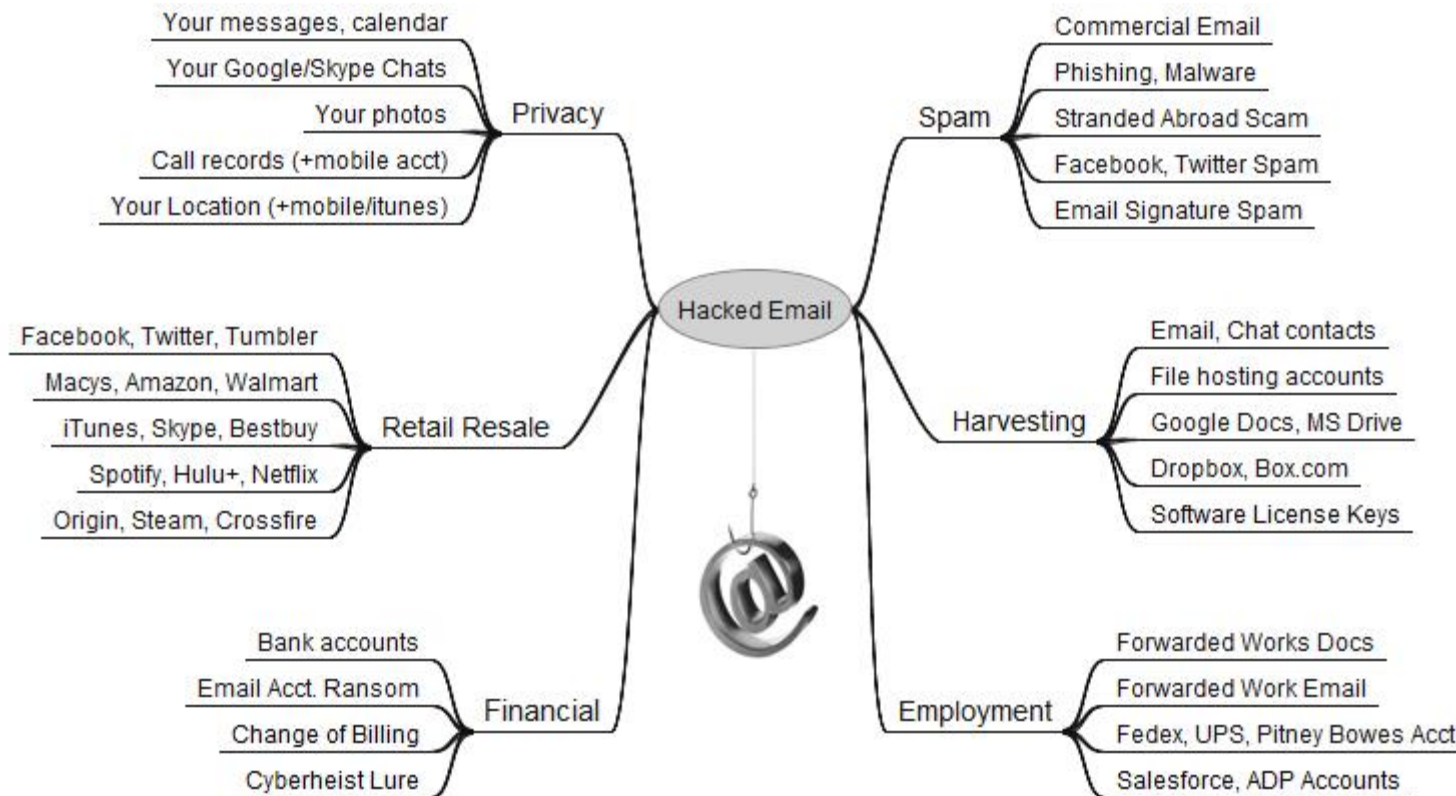 Hacked Email
Privacy
Your messages, calendar
Your Google/Skype Chats
Your photos
Call records (+mobile acct)
Your Location (+mobile/itunes)
Retail Resale
Facebook, Twitter, Tumbler
Macys, Amazon, Walmart
iTunes, Skype, Bestbuy
Spotify, Hulu+, Netflix
Origin, Steam, Crossfire
Financial
Bank accounts
Email Acct. Ransom
Change of Billing
Cyberheist Lure
Spam
Commercial Email
Phishing, Malware
Stranded Abroad Scam
Facebook, Twitter Spam
Email Signature Spam
Harvesting
Email, Chat contacts
File hosting accounts
Google Docs, MS Drive
Dropbox, Box.com
Software License Keys
Employment
Forwarded Works Docs
Forwarded Work Email
Fedex, UPS, Pitney Bowes Acct
Salesforce, ADP Accounts
@